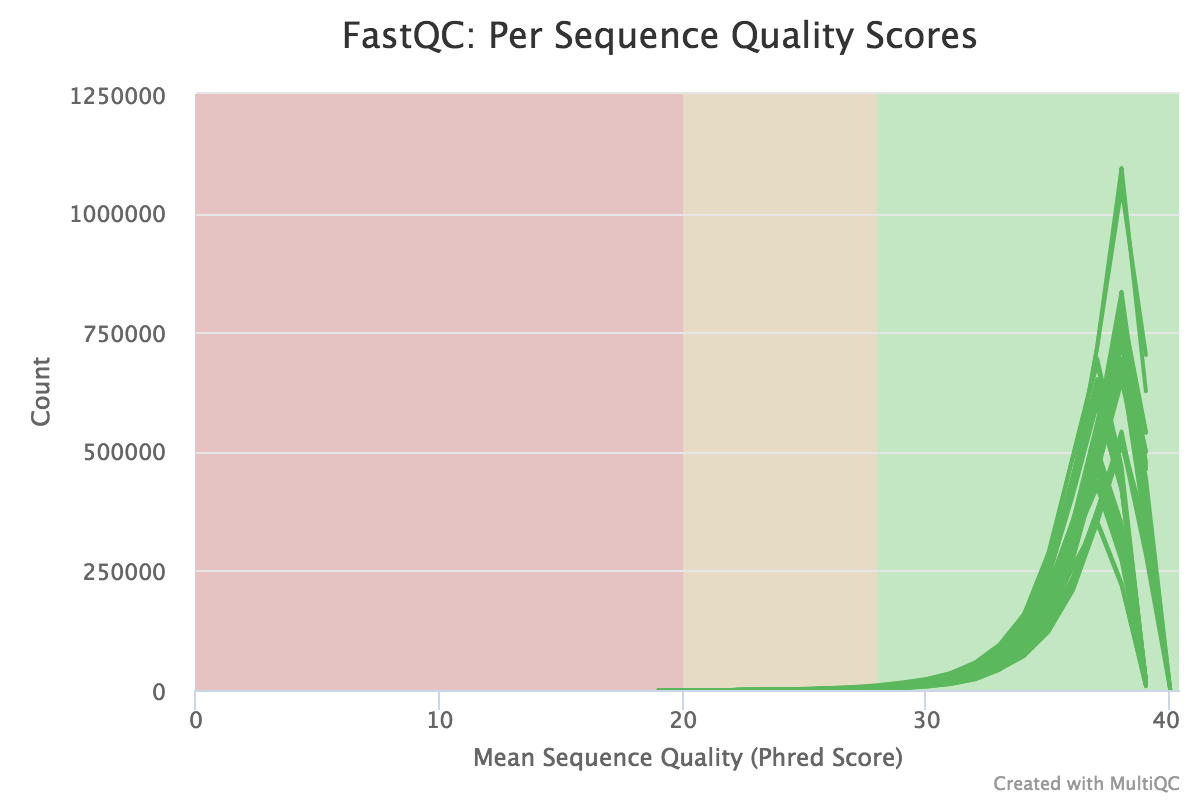 FastQC: Per Sequence Quality Scores
1250000
1000000
750000
500000
250000
0
Count
0 10 20 30 40
Mean Sequence Quality (Phred Score)
Created with MultiQC